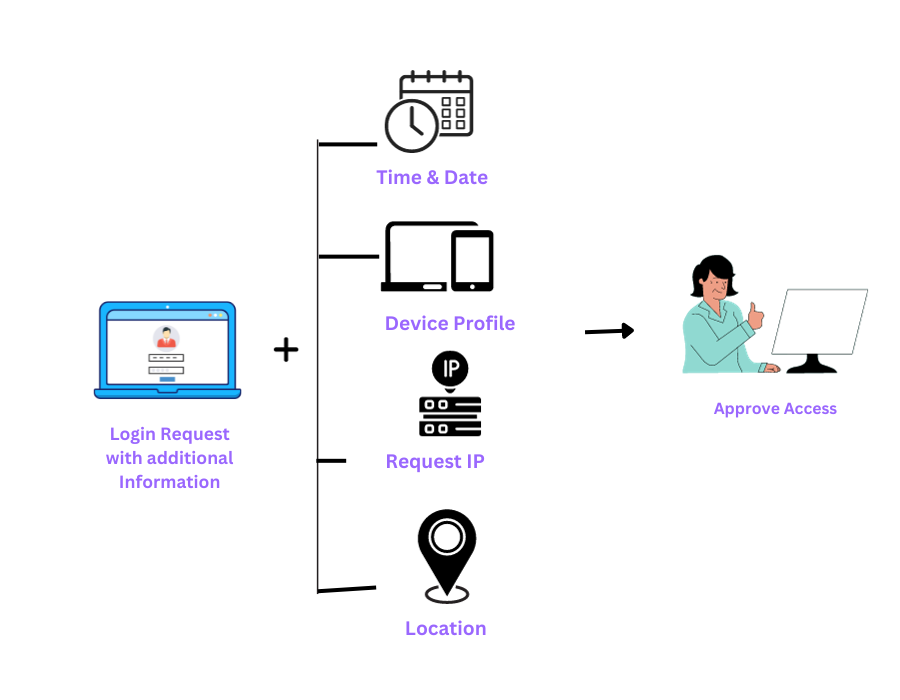 Time & Date
Device Profile
IP
Request IP
Location
Login Request
with additional
Information
Approve Access